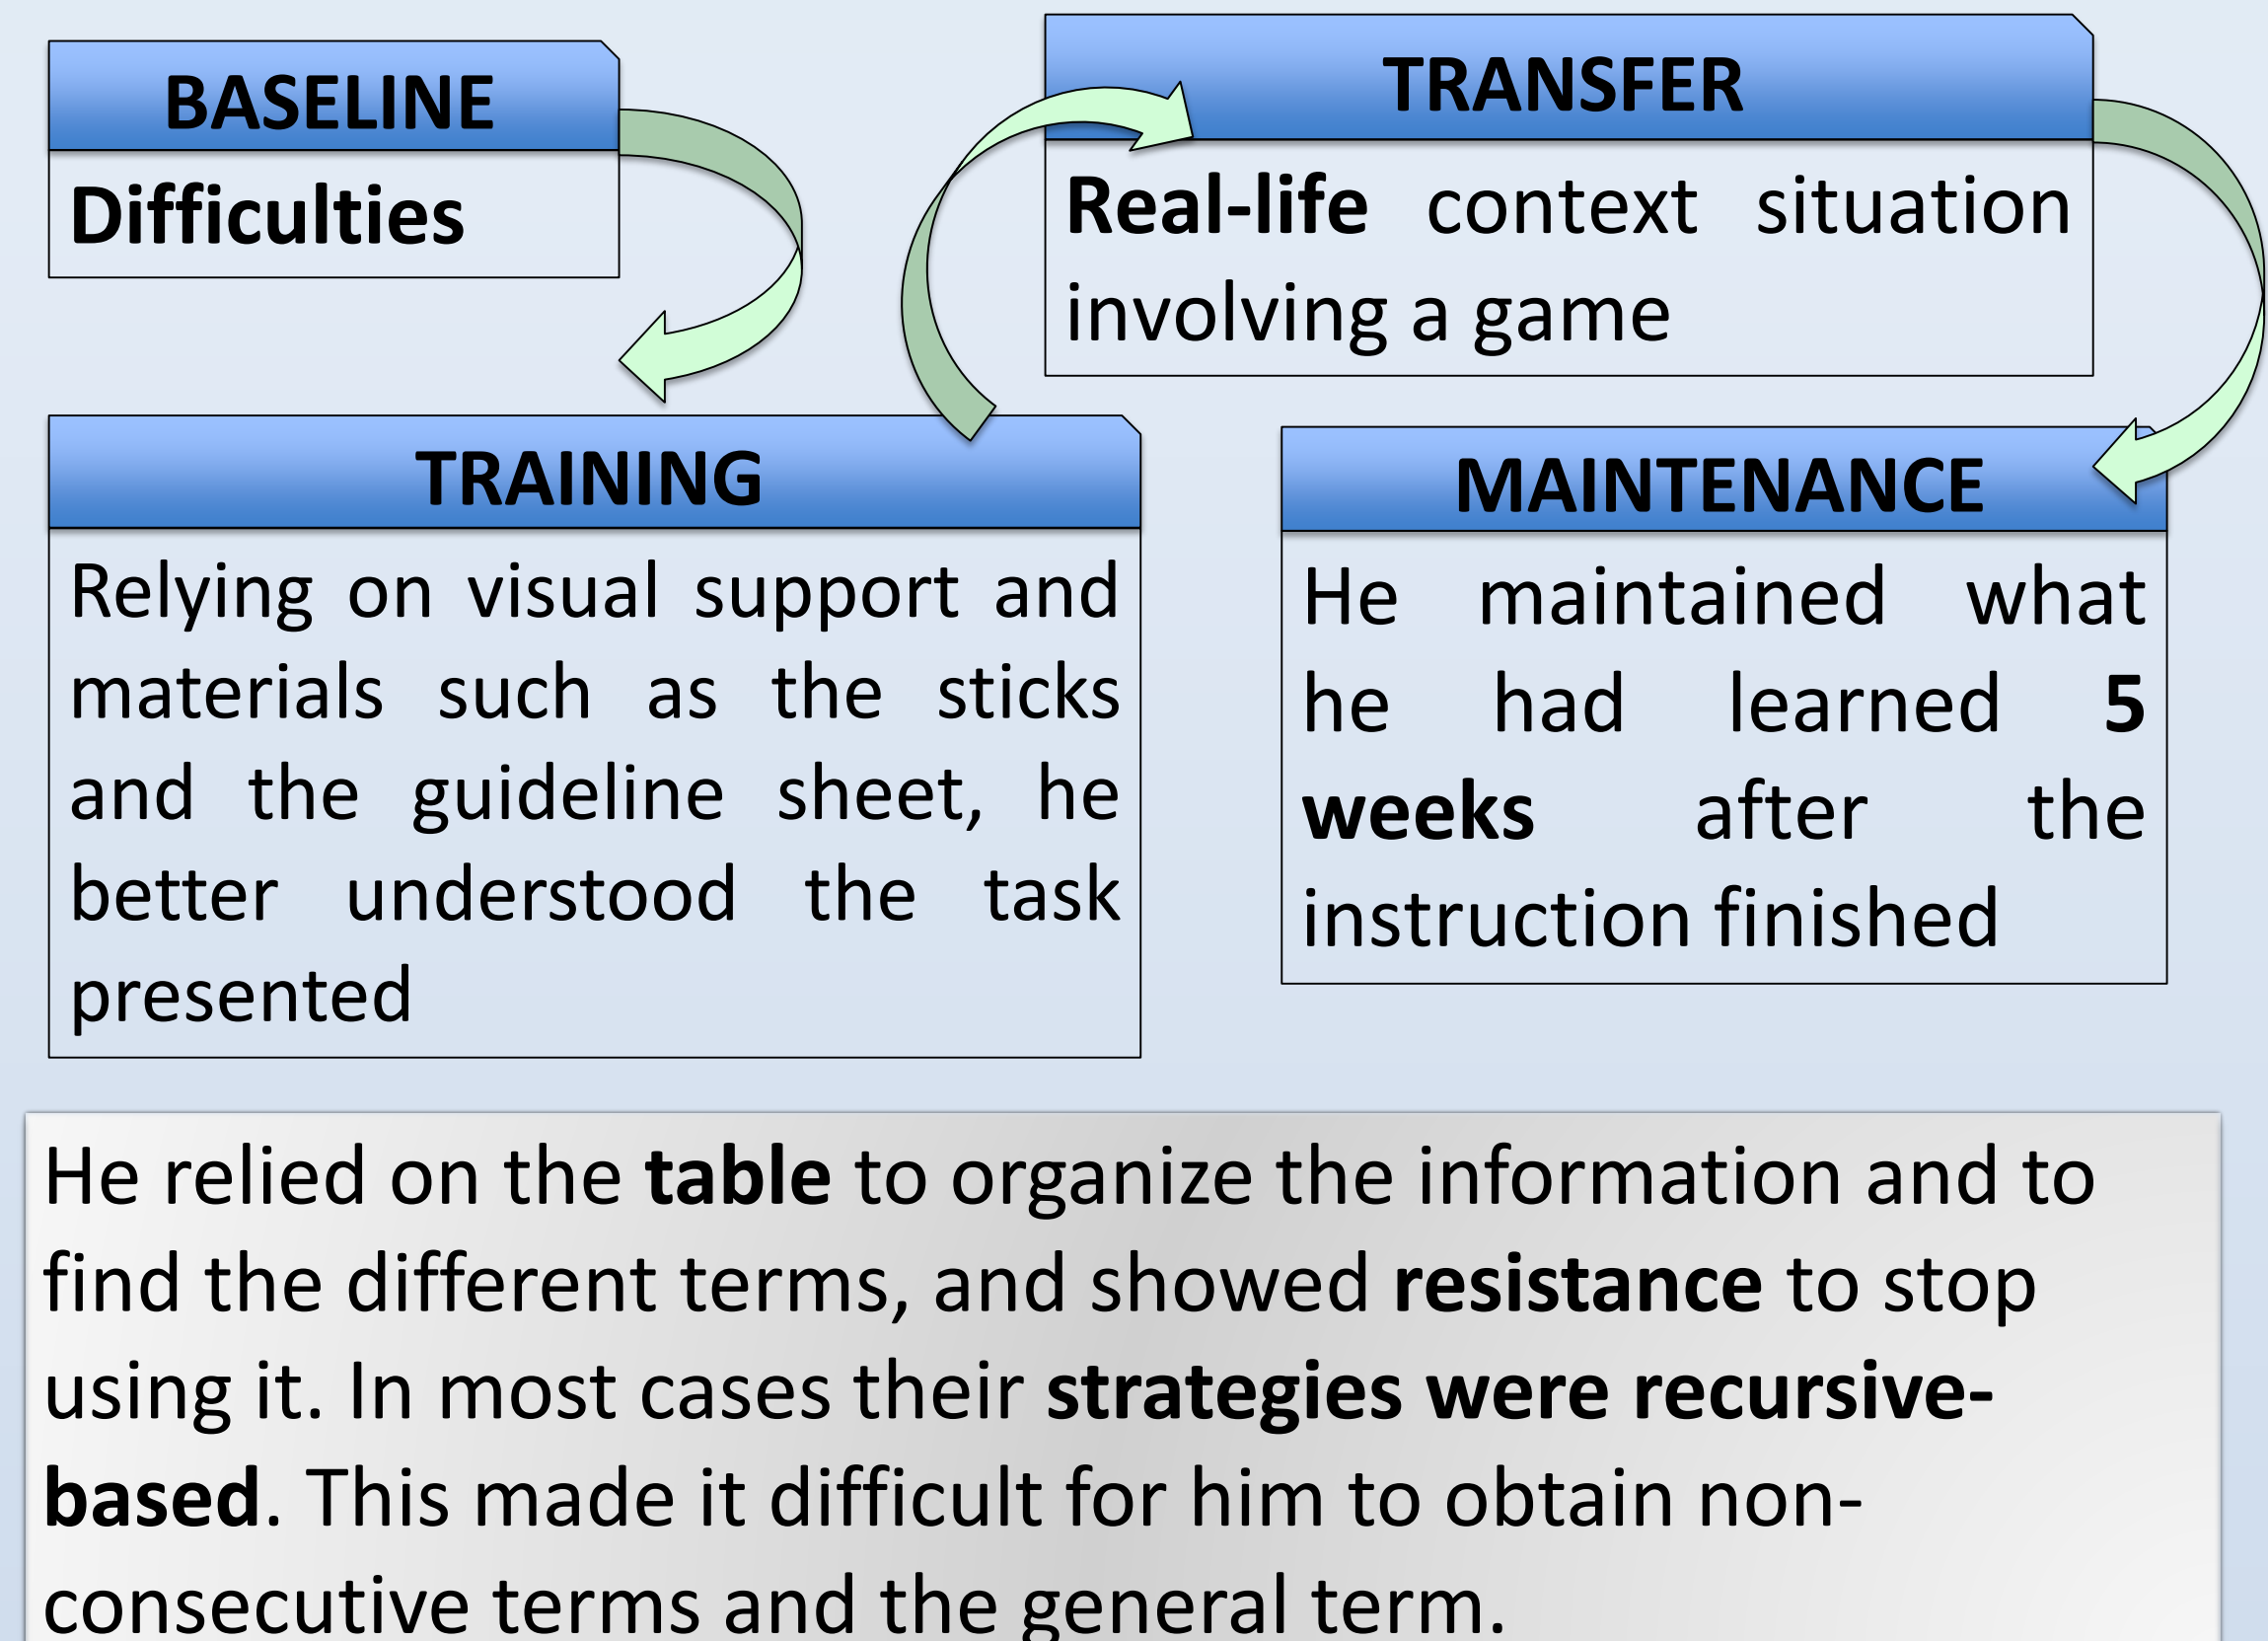 BASELINE
Difficulties
TRAINING
Relying on visual support and
materials such as the sticks
and the guideline sheet, he
better understood the task
presented
TRANSFER
Real-life context situation
involving a game
MAINTENANCE
He maintained what
he had learned 5
weeks after the
instruction finished
He relied on the table to organize the information and to
find the different terms, and showed resistance to stop
using it. In most cases their strategies were recursive-
based. This made it difficult for him to obtain non-
consecutive terms and the general term.